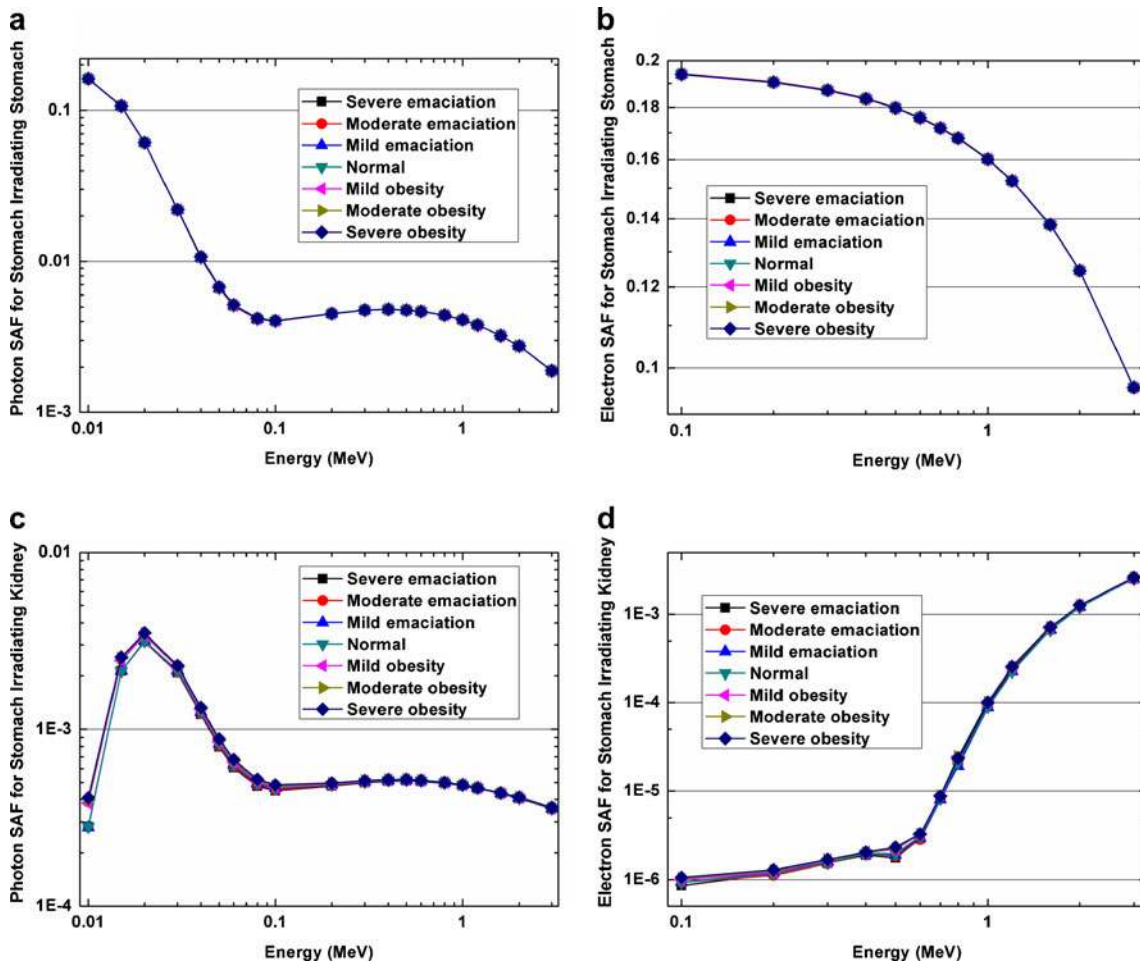 a
Photon SAF for Stomach Irradiating Stomach
0.1
0.01
1E-3
Severe emaciation
Moderate emaciation
Mild emaciation
Normal
Mild obesity
Moderate obesity
Severe obesity
0.01 0.1 1
Energy (MeV)
b
Electron SAF for Stomach Irradiating Stomach
0.2
0.18
0.16
0.14
0.12
0.1
Severe emaciation
Moderate emaciation
Mild emaciation
Normal
Mild obesity
Moderate obesity
Severe obesity
0.1 1
Energy (MeV)
c
Photon SAF for Stomach Irradiating Kidney
0.01
1E-3
1E-4
Severe emaciation
Moderate emaciation
Mild emaciation
Normal
Mild obesity
Moderate obesity
Severe obesity
0.01 0.1 1
Energy (MeV)
d
Electron SAF for Stomach Irradiating Kidney
1E-3
1E-4
1E-5
1E-6
Severe emaciation
Moderate emaciation
Mild emaciation
Normal
Mild obesity
Moderate obesity
Severe obesity
0.1 1
Energy (MeV)